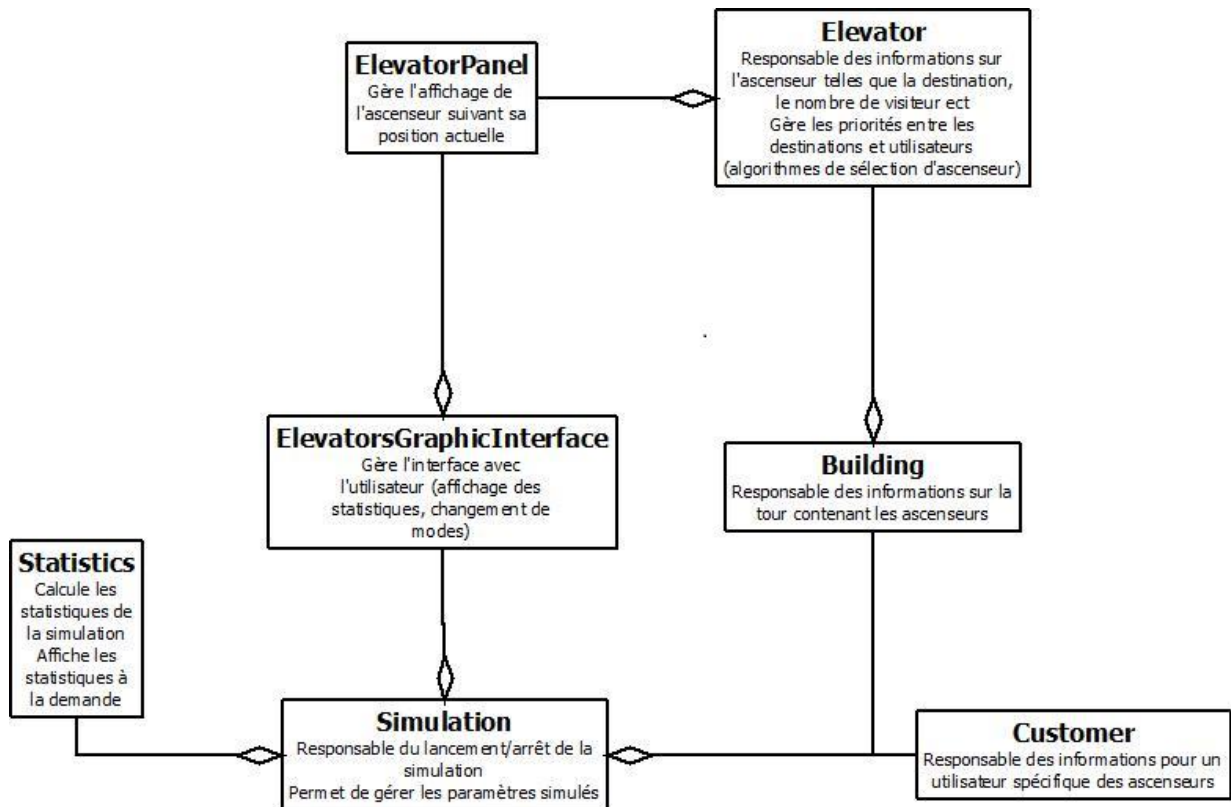 ElevatorPanel
Gère l'affichage de
l'ascenseur suivant sa
position actuelle
Elevator
Responsable des informations sur
l'ascenseur telles que la destination,
le nombre de visiteur ect
Gère les priorités entre les
destinations et utilisateurs
(algorithmes de sélection d'ascenseur)
ElevatorsGraphicInterface
Gère l'interface avec
l'utilisateur (affichage des
statistiques, changement de
modes)
Building
Responsable des informations sur la
tour contenant les ascenseurs
Statistics
Calcule les
statistiques de
la simulation
Affiche les
statistiques à
la demande
Simulation
Responsable du lancement/arrêt de la
simulation
Permet de gérer les paramètres simulés
Customer
Responsable des informations pour un
utilisateur spécifique des ascenseurs